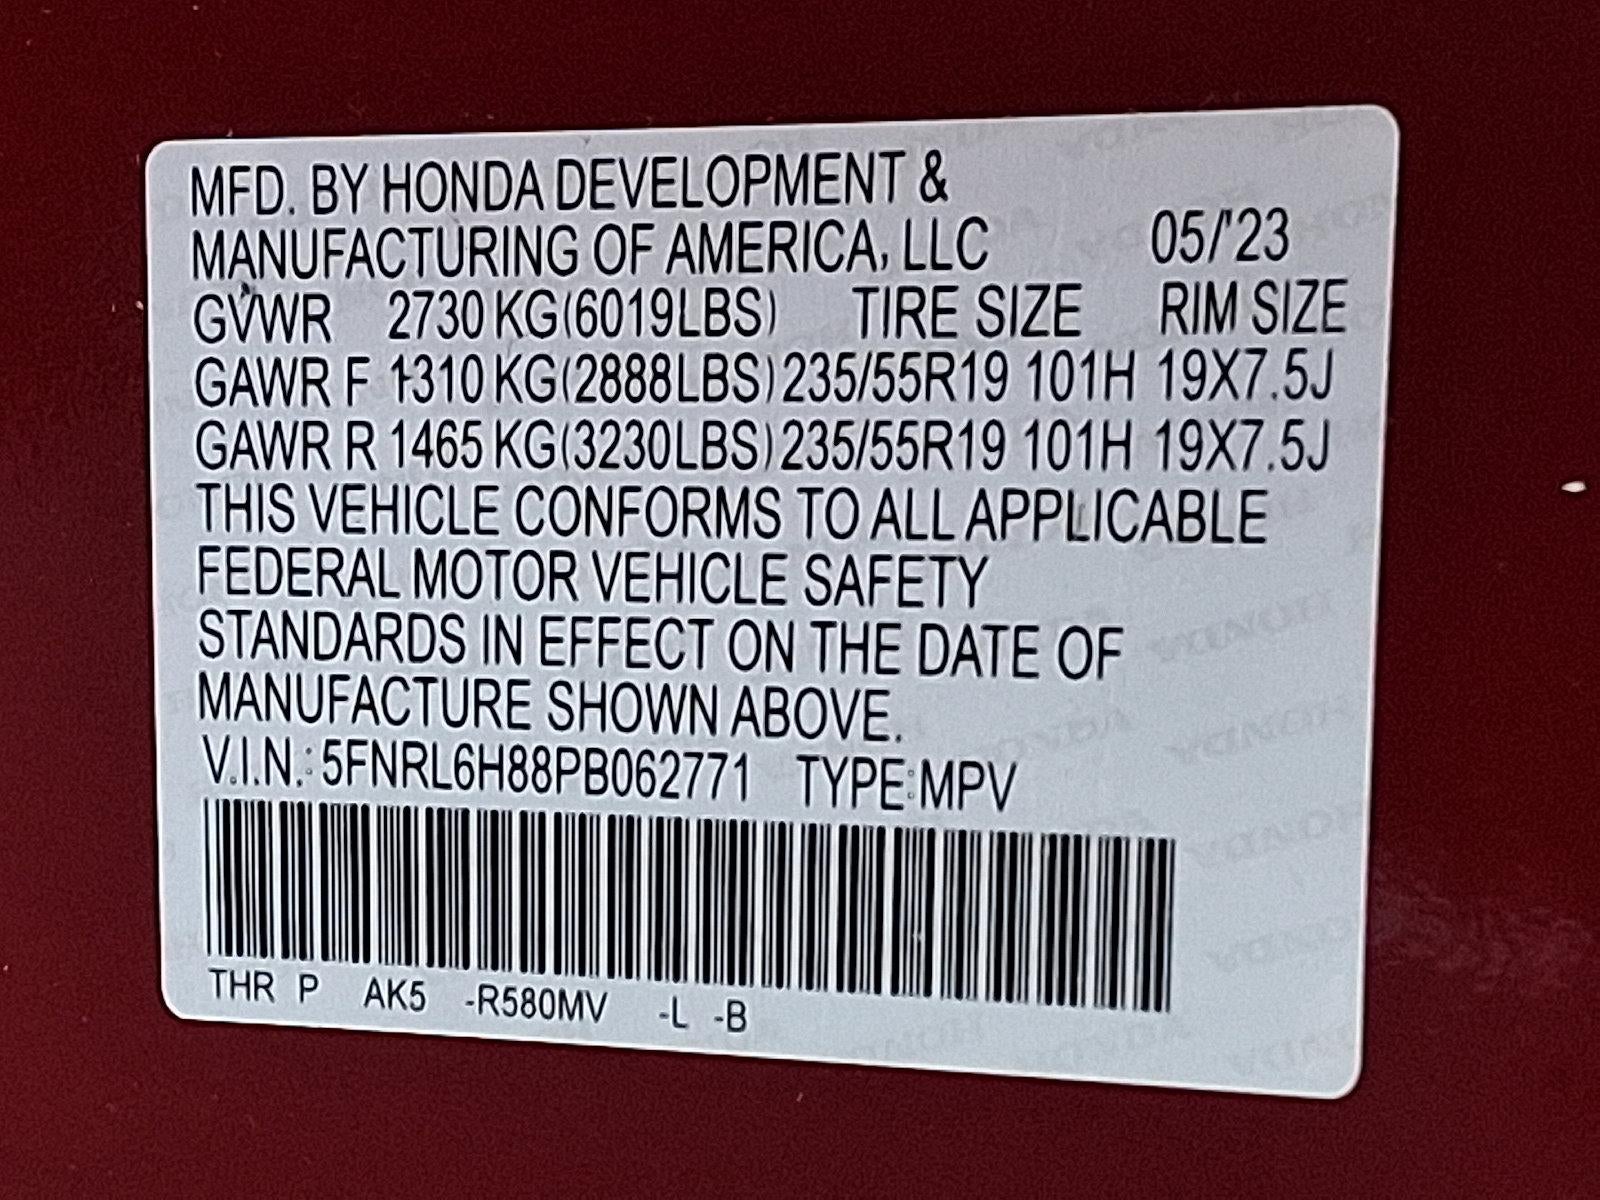 MFD. BY HONDA DEVELOPMENT &
MANUFACTURING OF AMERICA, LLC 05/'23
GVWR 2730 KG(6019LBS) TIRE SIZE RIM SIZE
GAWR F 1310 KG(2888LBS) 235/55R19 101H 19X7.5J
GAWR R 1465 KG(3230LBS) 235/55R19 101H 19X7.5J
THIS VEHICLE CONFORMS TO ALL APPLICABLE
FEDERAL MOTOR VEHICLE SAFETY
STANDARDS IN EFFECT ON THE DATE OF
MANUFACTURE SHOWN ABOVE.
V.I.N.: 5FNRL6H88PB062771 TYPE:MPV
THR P AK5 -R580MV -L -B